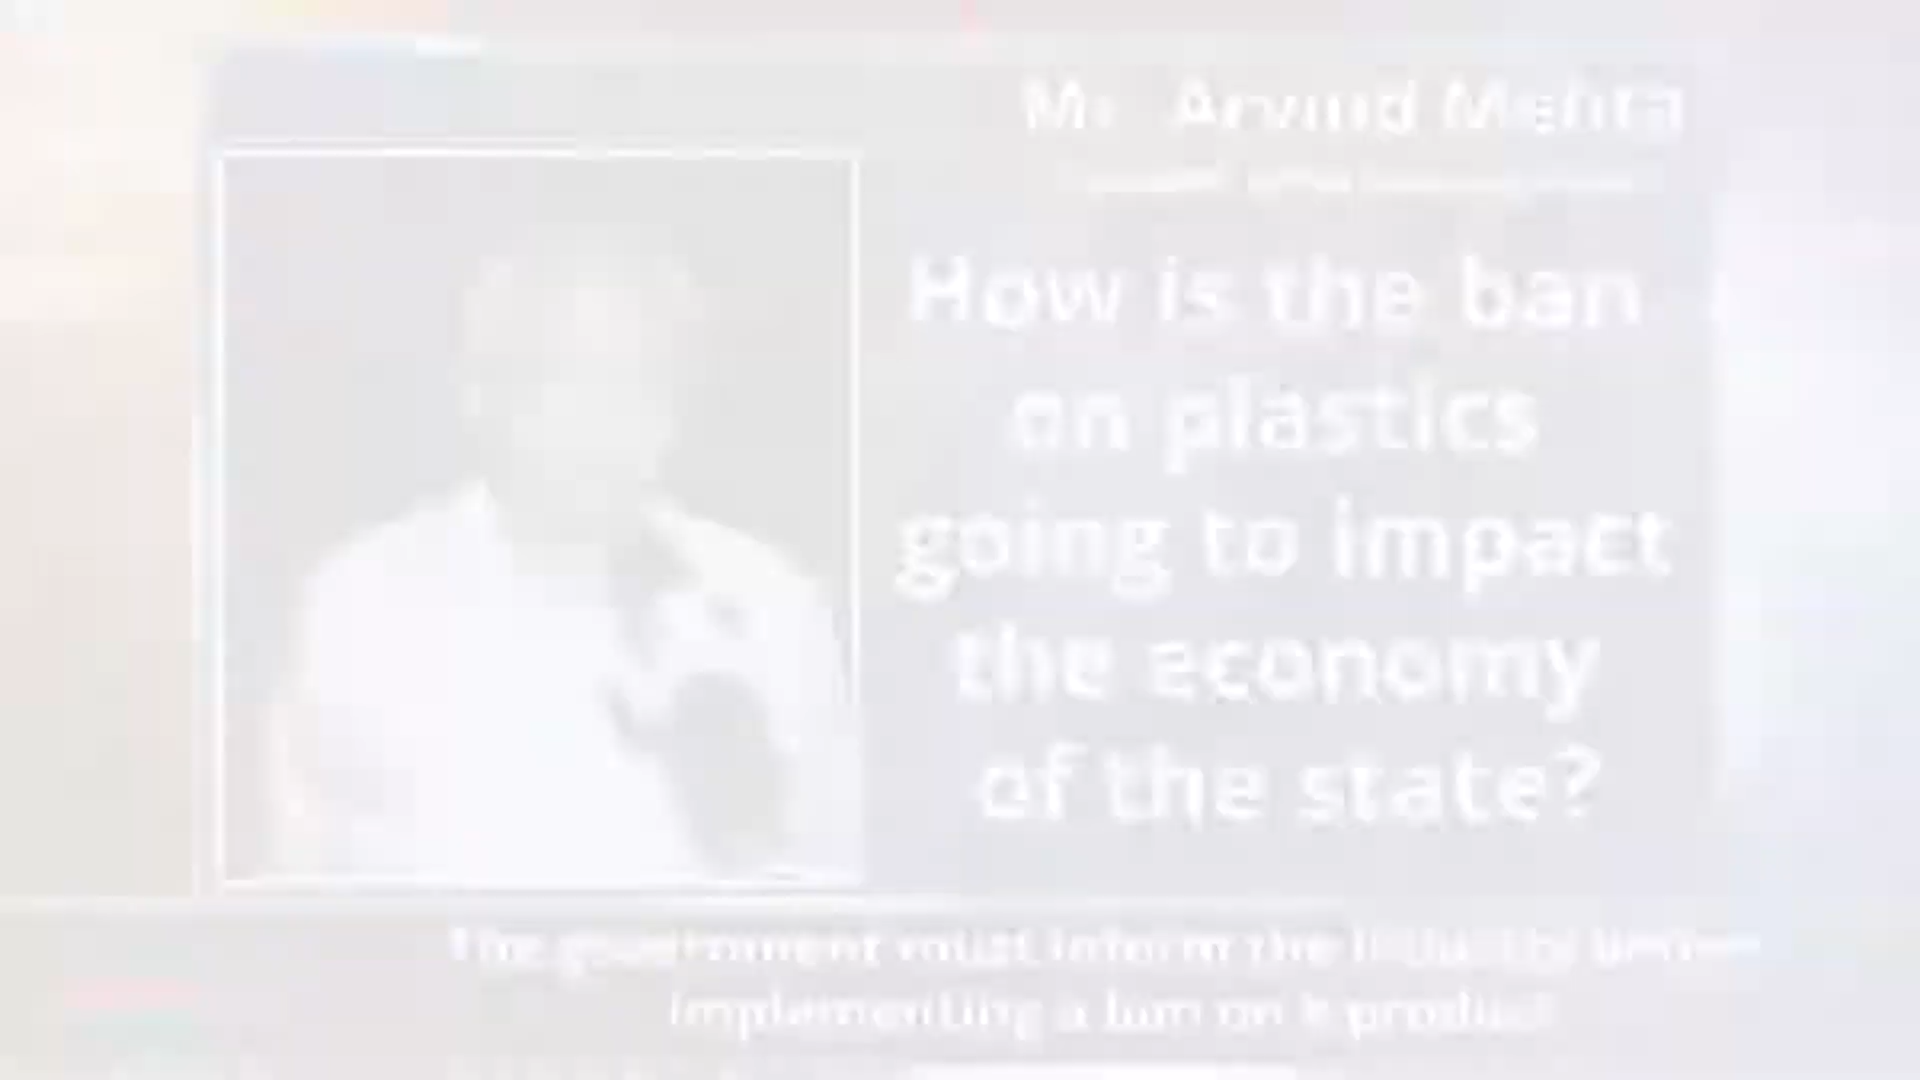 Mr. Arvind Mehta
How is the ban
on plastics
going to impact
the economy
of the state?
The government must inform the industry before
implementing a ban on a product